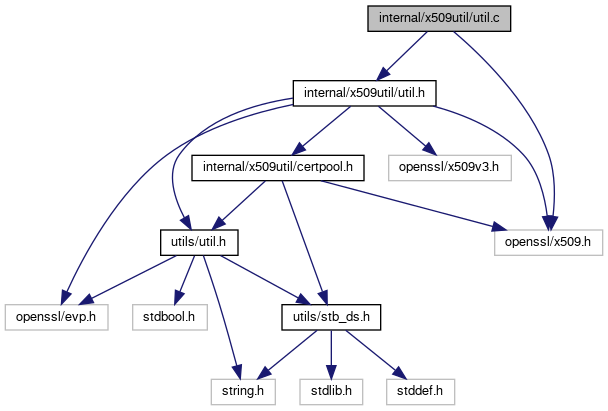 internal/x509util/util.c
internal/x509util/util.h
internal/x509util/certpool.h
openssl/x509v3.h
utils/util.h
openssl/x509.h
openssl/evp.h
stdbool.h
utils/stb_ds.h
string.h
stdlib.h
stddef.h